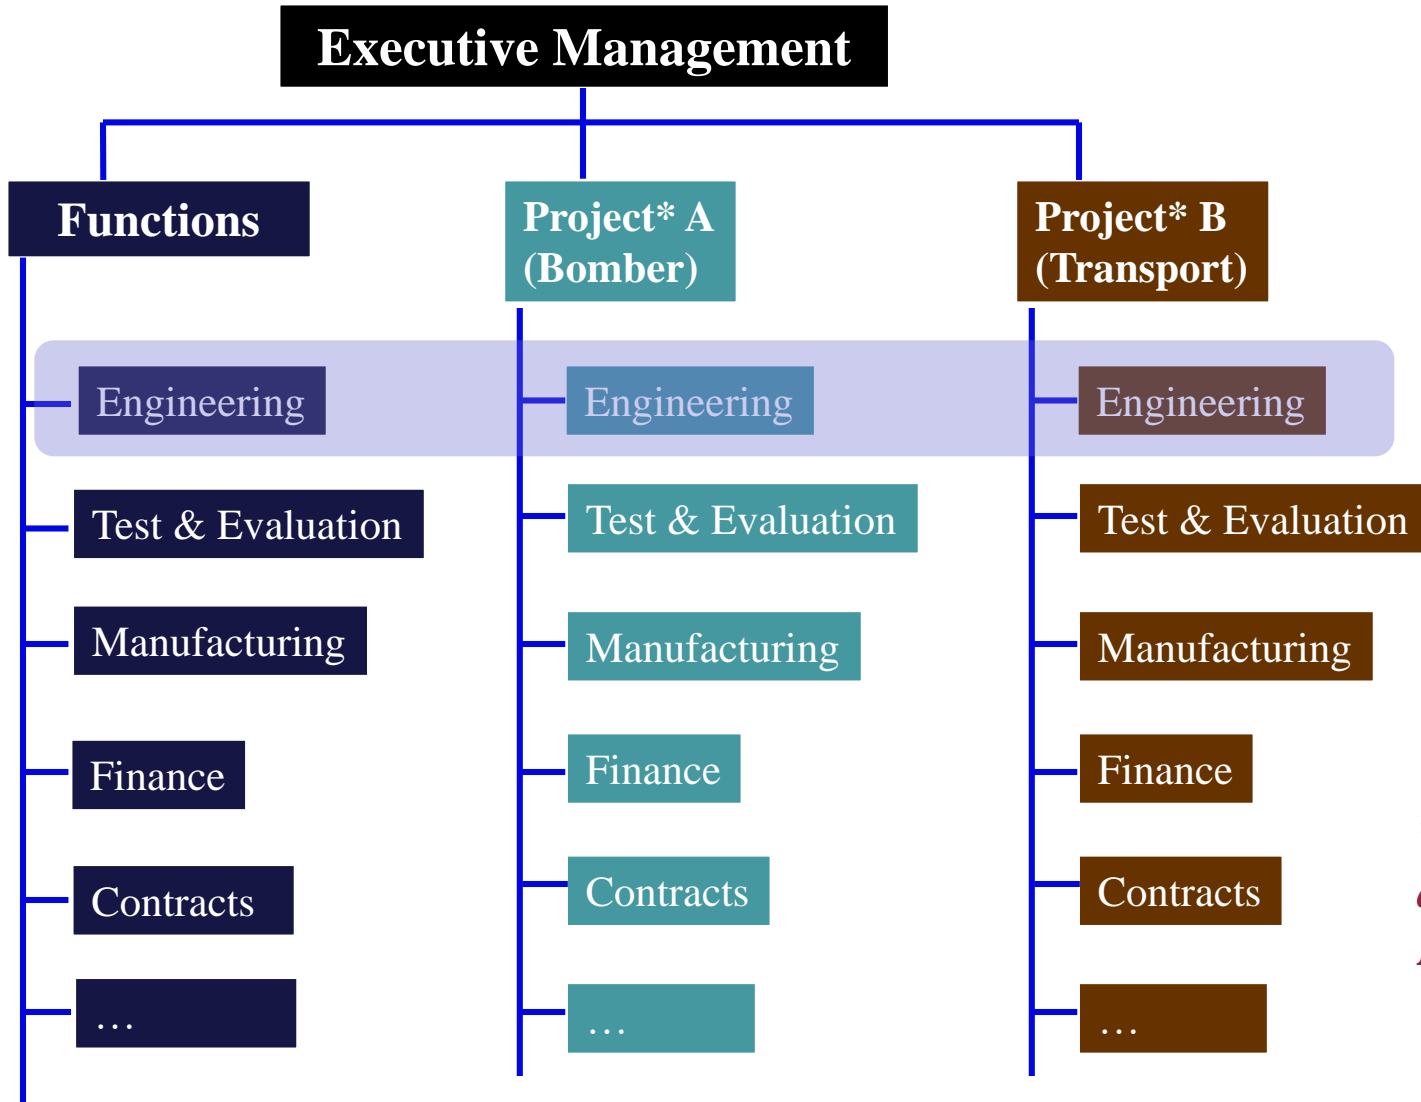 Executive Management
Functions
Project* A
(Bomber)
Project* B
(Transport)
Engineering
Engineering
Engineering
Test & Evaluation
Test & Evaluation
Test & Evaluation
Manufacturing
Manufacturing
Manufacturing
Finance
Finance
Finance
Contracts
Contracts
Contracts
…
…
…